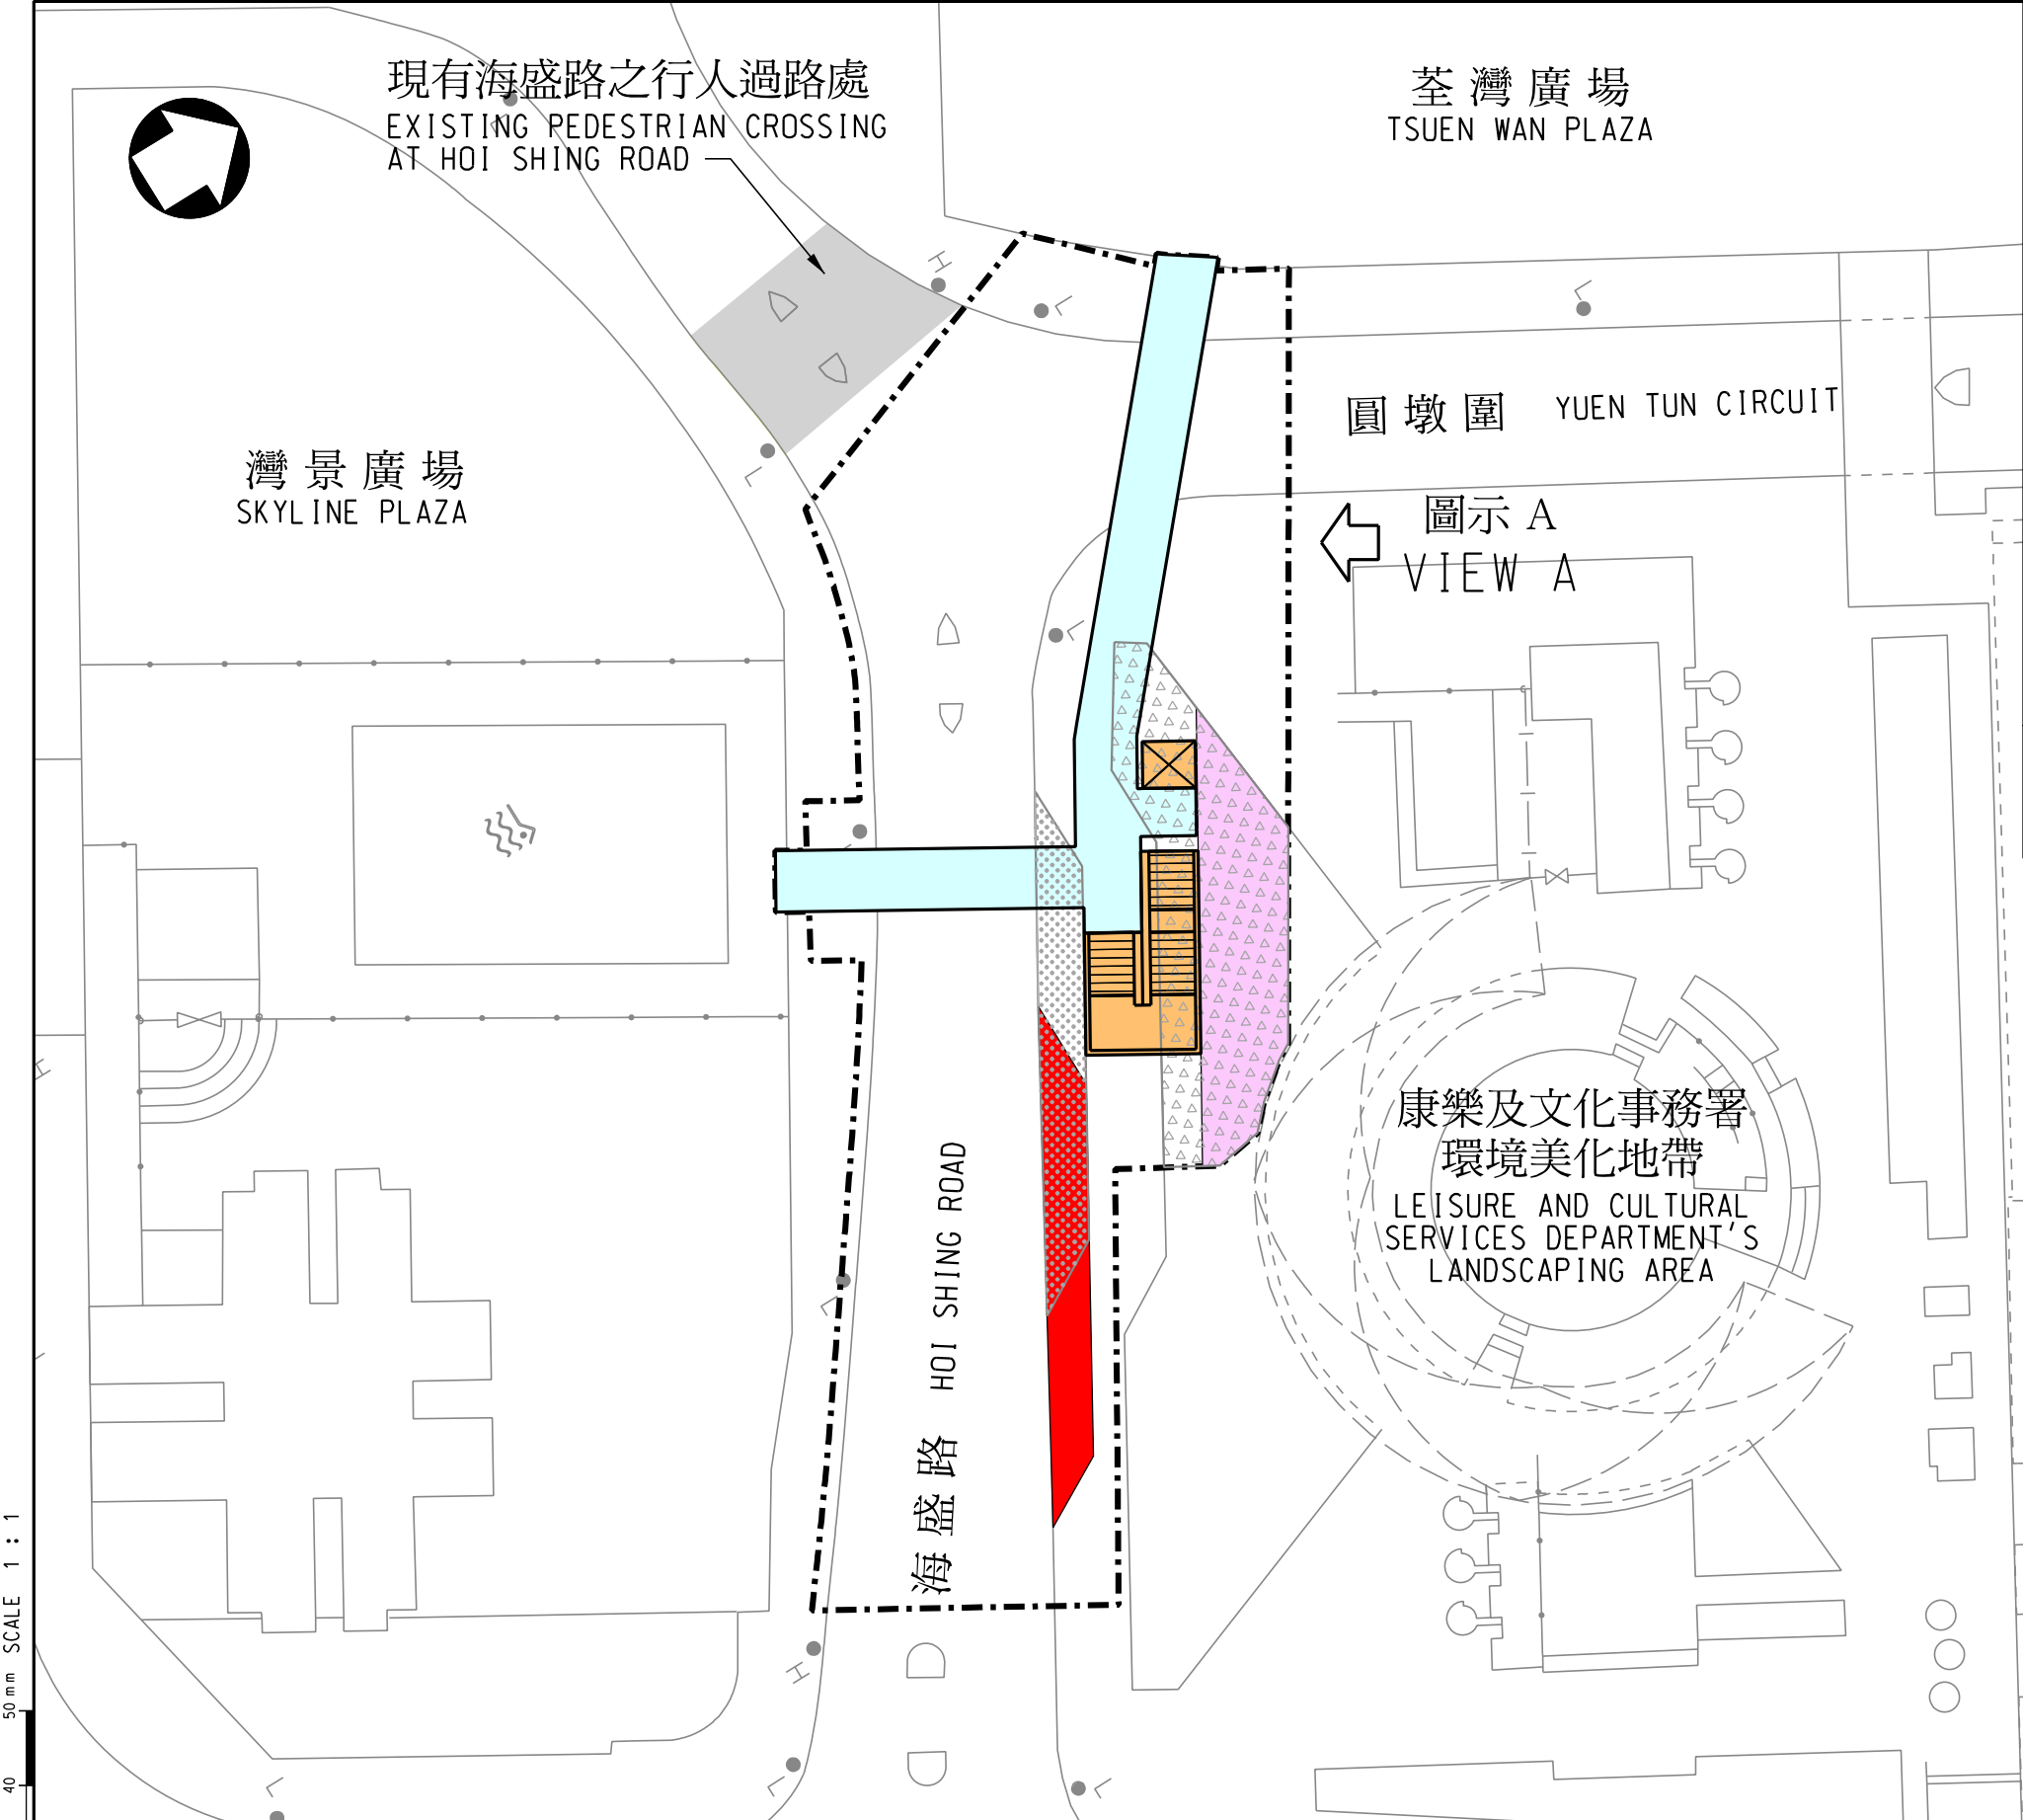 現有海盛路之行人過路處
EXISTING PEDESTRIAN CROSSING
AT HOI SHING ROAD
荃灣廣場
TSUEN WAN PLAZA
圓墩圍 YUEN TUN CIRCUIT
灣景廣場
SKYLINE PLAZA
圖示 A
VIEW A
康樂及文化事務署
環境美化地帶
LEISURE AND CULTURAL
SERVICES DEPARTMENT'S
LANDSCAPING AREA
海盛路 HOI SHING ROAD
40 50mm SCALE 1 : 1